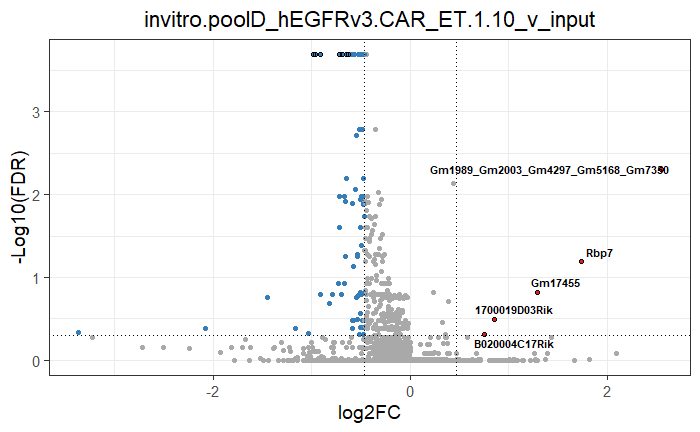 invitro.poolD_hEGFRv3.CAR_ET.1.10_v_input
-Log10(FDR)
3
2
1
0
Gm1989_Gm2003_Gm4297_Gm5168_Gm7350
Rbp7
Gm17455
1700019D03Rik
B020004C17Rik
-2
0
2
log2FC